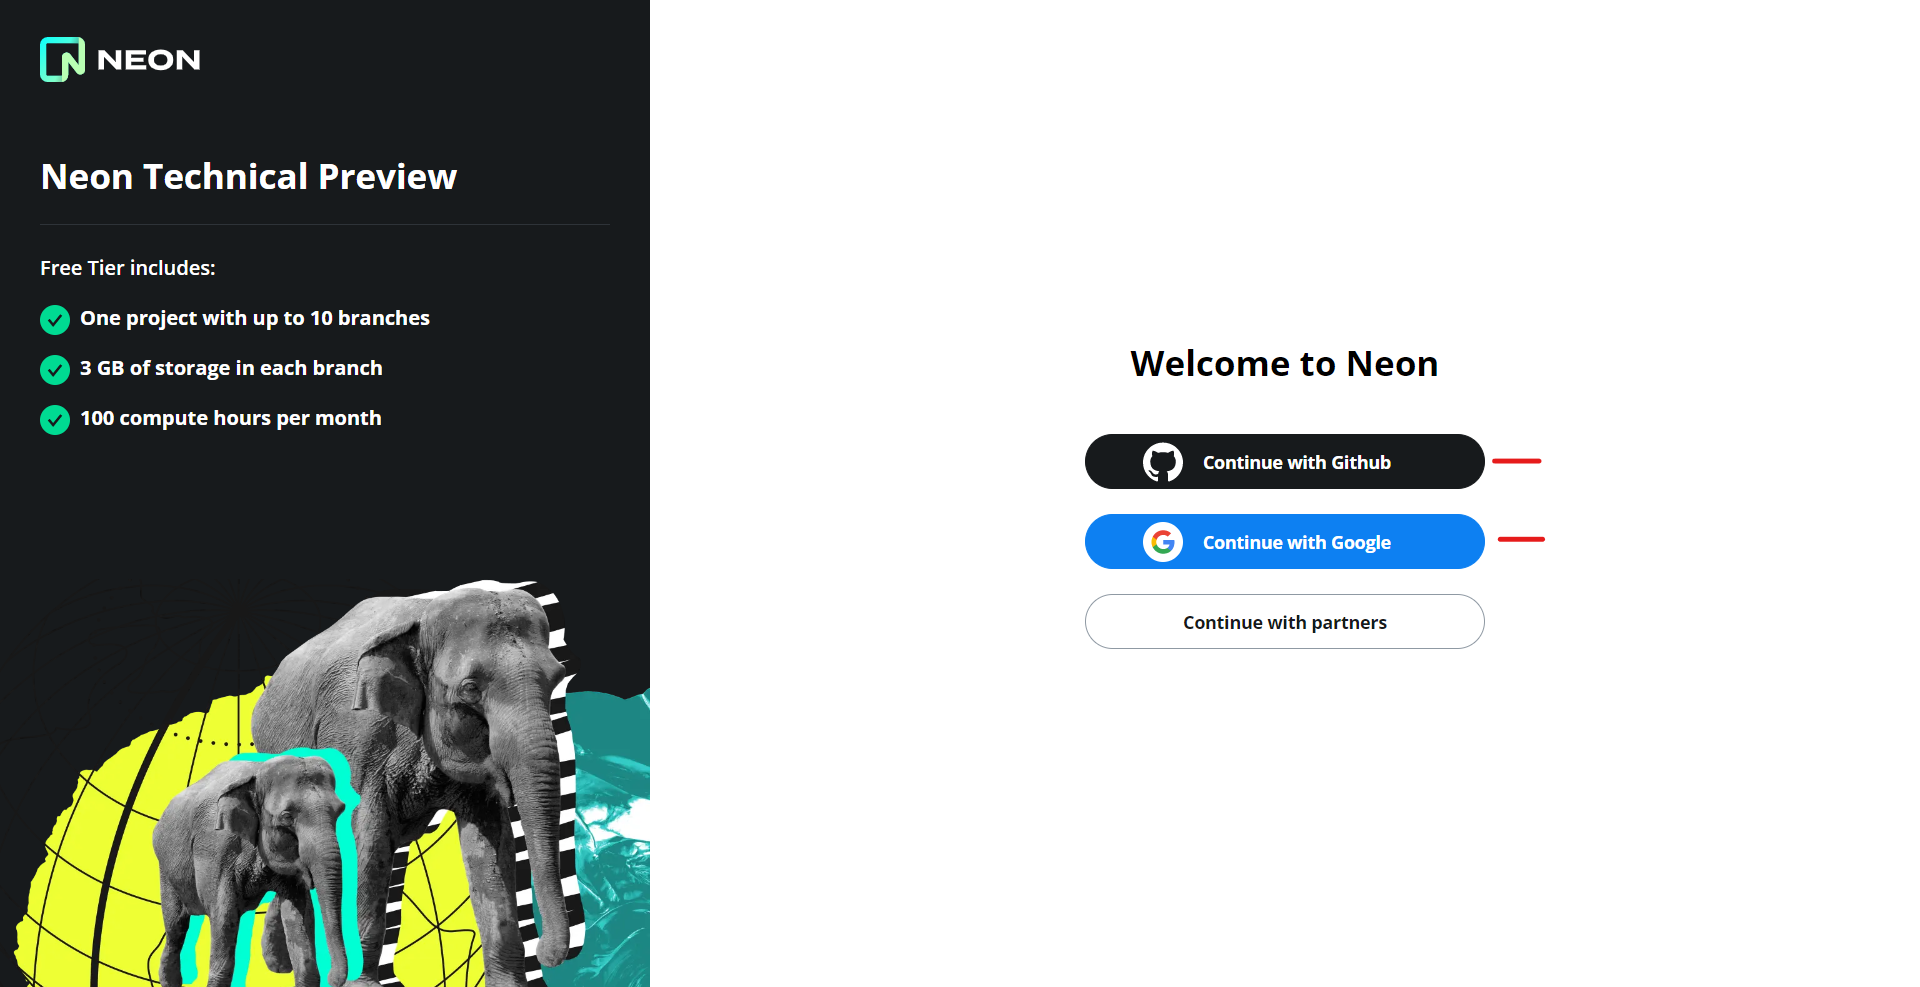 NEON
Neon Technical Preview
Free Tier includes:
One project with up to 10 branches
3 GB of storage in each branch
100 compute hours per month
Welcome to Neon
Continue with Github
Continue with Google
Continue with partners